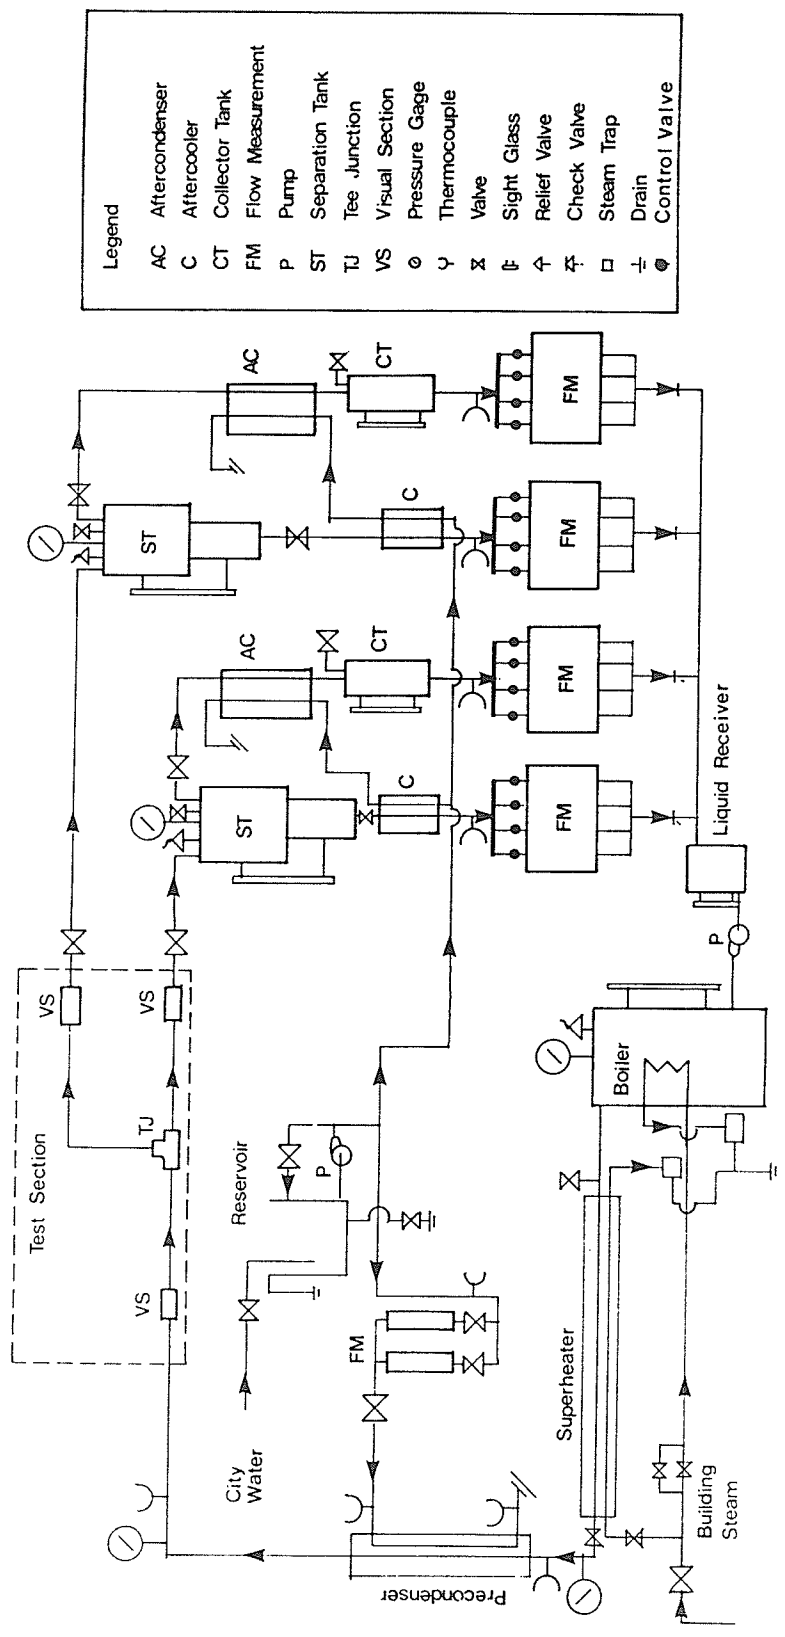 Legend
AC Aftercondenser
C Aftercooler
CT Collector Tank
FM Flow Measurement
P Pump
ST Separation Tank
TJ Tee Junction
VS Visual Section
Pressure Gage
Thermocouple
Valve
Sight Glass
Relief Valve
Check Valve
Steam Trap
Drain
Control Valve
Test Section
VS
TJ
VS
VS
ST
AC
CT
C
FM
ST
AC
CT
C
FM
FM
FM
Reservoir
P
City
Water
FM
Precondenser
Superheater
Building
Steam
Boiler
P
Liquid Receiver